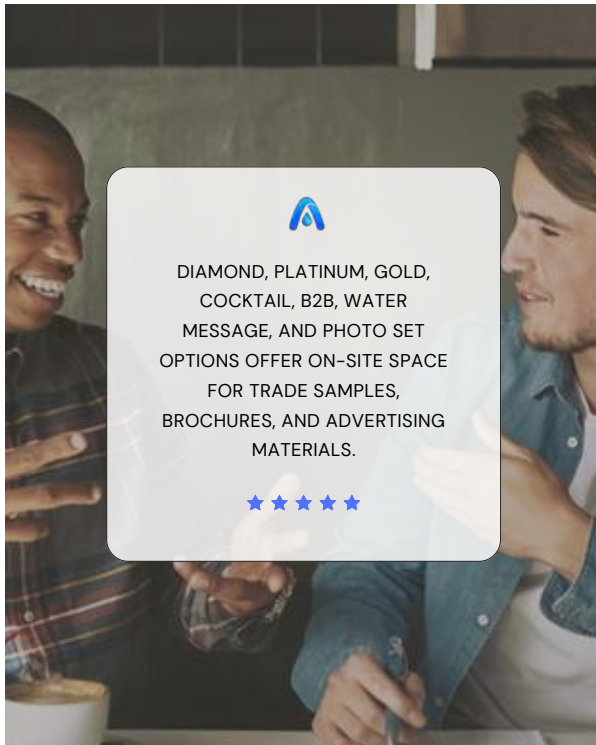 DIAMOND, PLATINUM, GOLD,
COCKTAIL, B2B, WATER
MESSAGE, AND PHOTO SET
OPTIONS OFFER ON-SITE SPACE
FOR TRADE SAMPLES,
BROCHURES, AND ADVERTISING
MATERIALS.